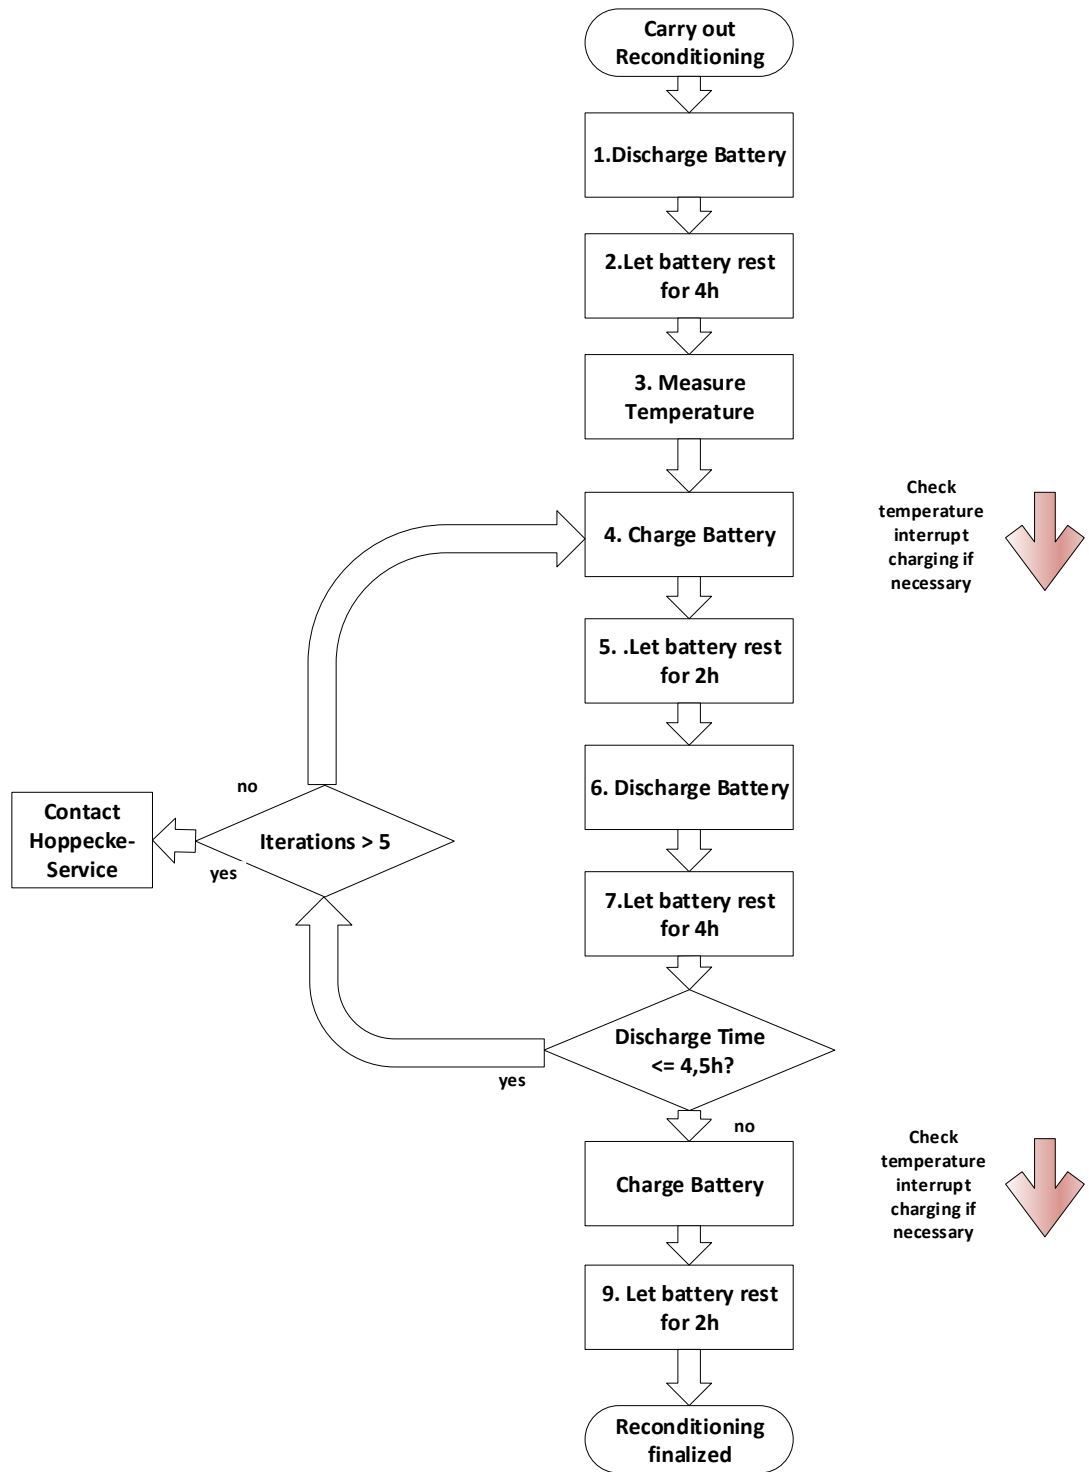 Carry out
Reconditioning
1.Discharge Battery
2.Let battery rest
for 4h
3. Measure
Temperature
4. Charge Battery
Check
temperature
interrupt
charging if
necessary
5. .Let battery rest
for 2h
6. Discharge Battery
no
Contact
Hoppecke-
Service
Iterations > 5
yes
7.Let battery rest
for 4h
Discharge Time
<= 4,5h?
yes
no
Charge Battery
Check
temperature
interrupt
charging if
necessary
9. Let battery rest
for 2h
Reconditioning
finalized